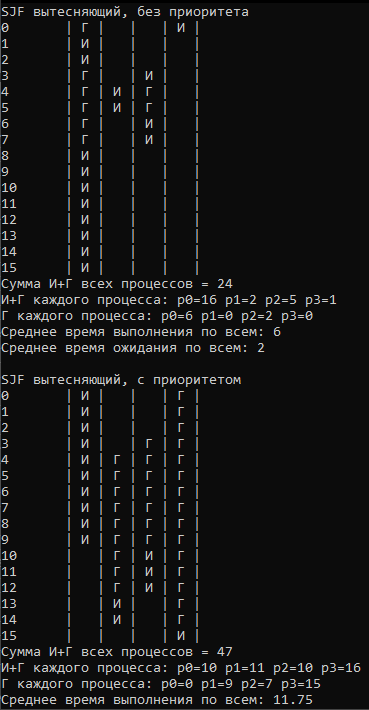 SJF вытесняющий, без приоритета
0 | Г | | | И |
1 | И | | | |
2 | И | | | |
3 | Г | | И | |
4 | Г | И | Г | |
5 | Г | И | Г | |
6 | Г | | И | |
7 | Г | | И | |
8 | И | | | |
9 | И | | | |
10 | И | | | |
11 | И | | | |
12 | И | | | |
13 | И | | | |
14 | И | | | |
15 | И | | | |
Сумма И+Г всех процессов = 24
И+Г каждого процесса: p0=16 p1=2 p2=5 p3=1
Г каждого процесса: p0=6 p1=0 p2=2 p3=0
Среднее время выполнения по всем: 6
Среднее время ожидания по всем: 2
SJF вытесняющий, с приоритетом
0 | И | | | Г |
1 | И | | | Г |
2 | И | | | Г |
3 | И | | Г | Г |
4 | И | Г | Г | Г |
5 | И | Г | Г | Г |
6 | И | Г | Г | Г |
7 | И | Г | Г | Г |
8 | И | Г | Г | Г |
9 | И | Г | Г | Г |
10 | | Г | И | Г |
11 | | Г | И | Г |
12 | | Г | И | Г |
13 | | И | | Г |
14 | | И | | Г |
15 | | | | И |
Сумма И+Г всех процессов = 47
И+Г каждого процесса: p0=10 p1=11 p2=10 p3=16
Г каждого процесса: p0=0 p1=9 p2=7 p3=15
Среднее время выполнения по всем: 11.75